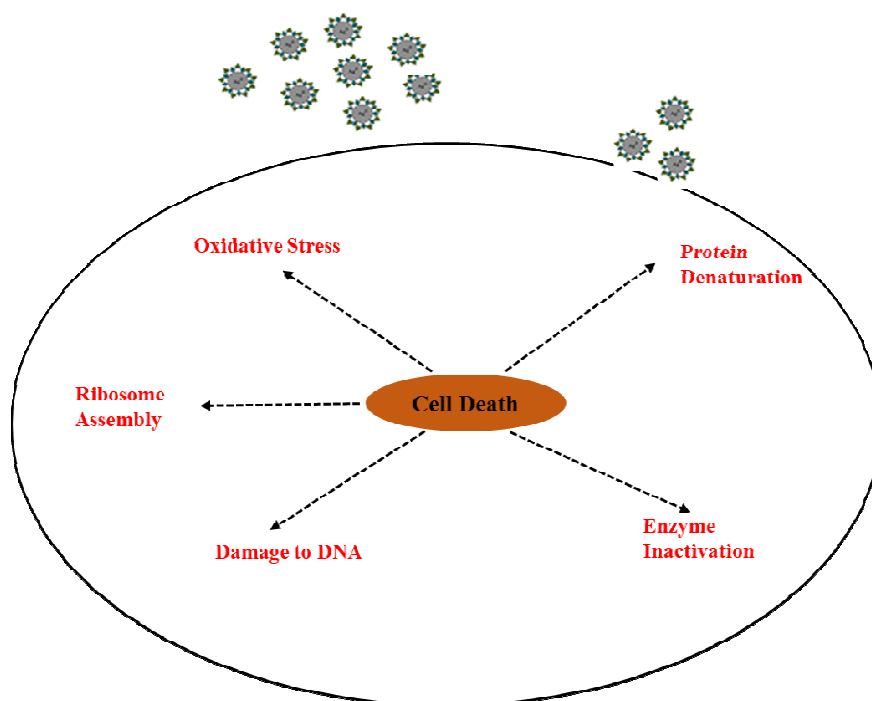 Oxidative Stress
Protein
Denaturation
Ribosome
Assembly
Cell Death
Damage to DNA
Enzyme
Inactivation